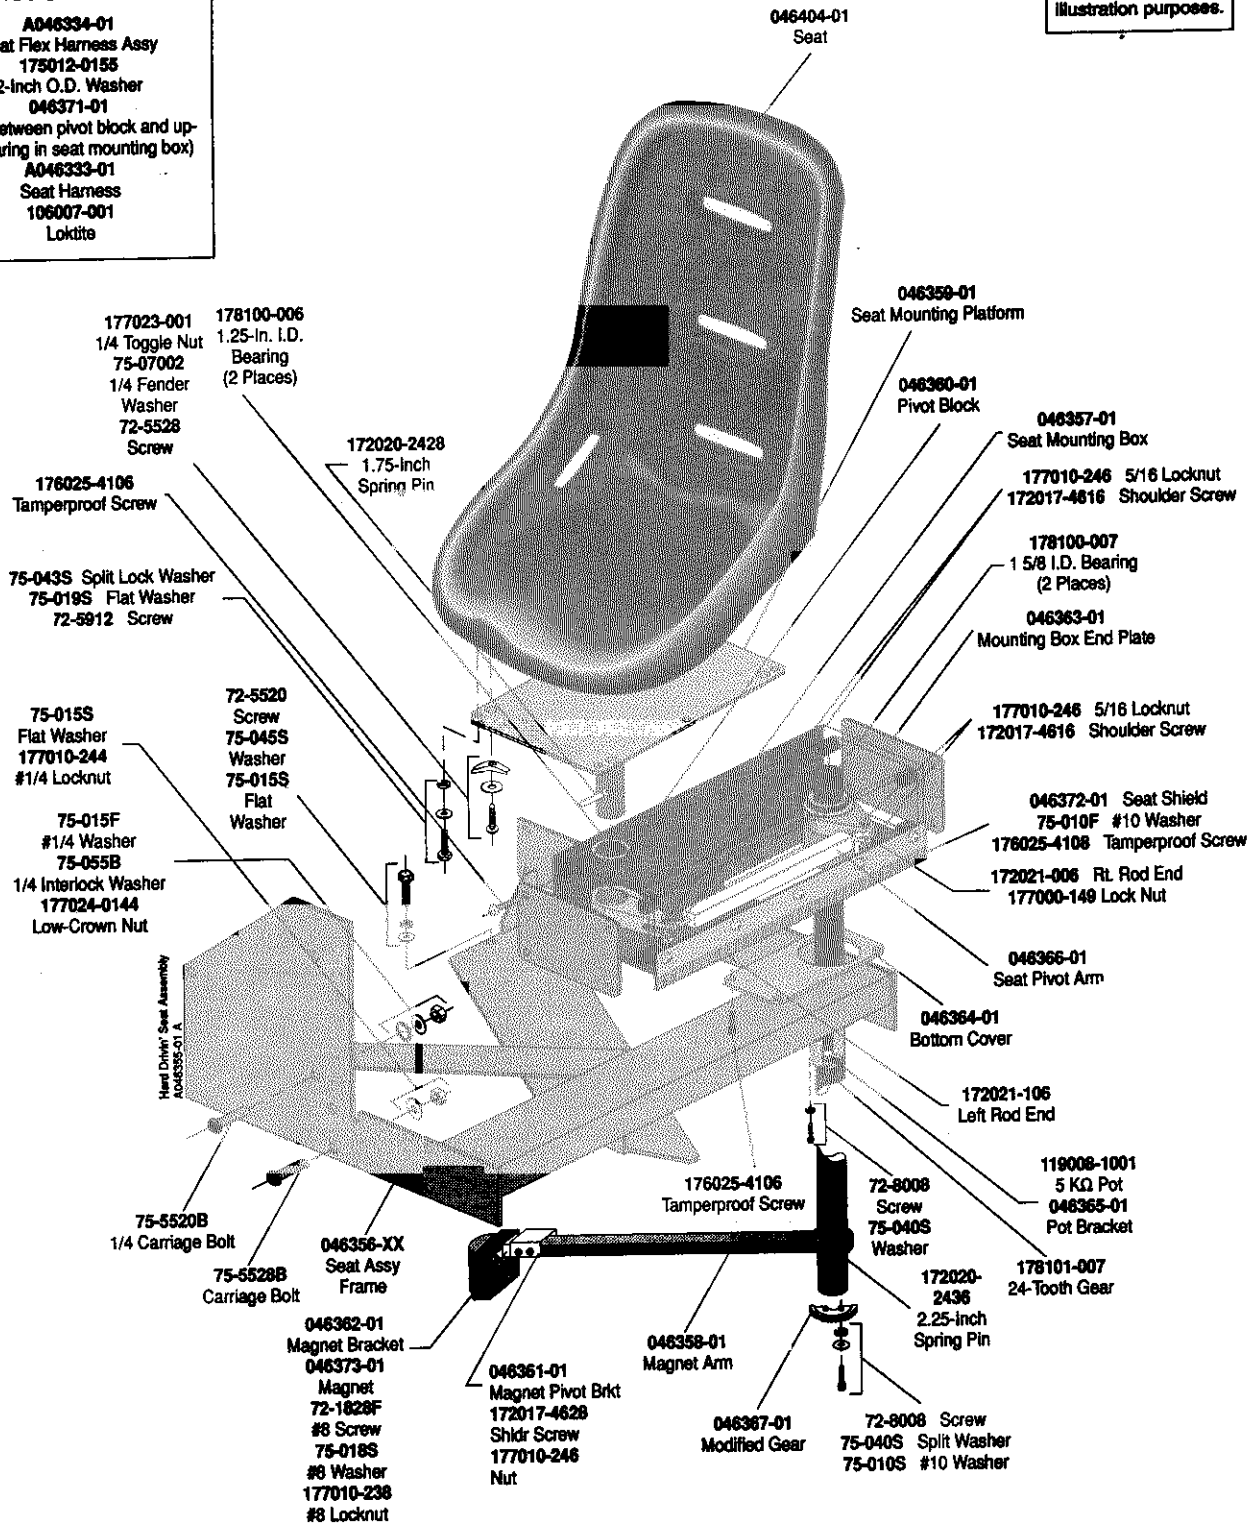 illustration purposes.
A046334-01
at Flex Harness Assy
175012-0155
2-Inch O.D. Washer
046371-01
etween pivot block and up-
aring in seat mounting box)
A046333-01
Seat Harness
106007-001
Loktite
046404-01
Seat
177023-001
1/4 Toggle Nut
75-07002
1/4 Fender
Washer
72-5528
Screw
178100-006
1.25-In. I.D.
Bearing
(2 Places)
172020-2428
1.75-Inch
Spring Pin
176025-4106
Tamperproof Screw
75-043S Split Lock Washer
75-019S Flat Washer
72-5912 Screw
75-015S
Flat Washer
177010-244
#1/4 Locknut
72-5520
Screw
75-045S
Washer
75-015S
Flat
Washer
75-015F
#1/4 Washer
75-055B
1/4 Interlock Washer
177024-0144
Low-Crown Nut
Hard Drivin' Seat Assembly
A046355-01 A
046359-01
Seat Mounting Platform
046360-01
Pivot Block
046357-01
Seat Mounting Box
177010-246 5/16 Locknut
172017-4616 Shoulder Screw
178100-007
1 5/8 I.D. Bearing
(2 Places)
046363-01
Mounting Box End Plate
177010-246 5/16 Locknut
172017-4616 Shoulder Screw
046372-01 Seat Shield
75-010F #10 Washer
176025-4108 Tamperproof Screw
172021-006 Rt. Rod End
177000-149 Lock Nut
046366-01
Seat Pivot Arm
046364-01
Bottom Cover
172021-106
Left Rod End
119008-1001
5 KΩ Pot
046365-01
Pot Bracket
178101-007
24-Tooth Gear
75-5520B
1/4 Carriage Bolt
75-5528B
Carriage Bolt
046356-XX
Seat Assy
Frame
176025-4106
Tamperproof Screw
72-8008
Screw
75-040S
Washer
172020-
2436
2.25-inch
Spring Pin
046362-01
Magnet Bracket
046373-01
Magnet
72-1828F
#8 Screw
75-018S
#8 Washer
177010-238
#8 Locknut
046361-01
Magnet Pivot Brkt
172017-4628
Shldr Screw
177010-246
Nut
046358-01
Magnet Arm
046367-01
Modified Gear
72-8008 Screw
75-040S Split Washer
75-010S #10 Washer